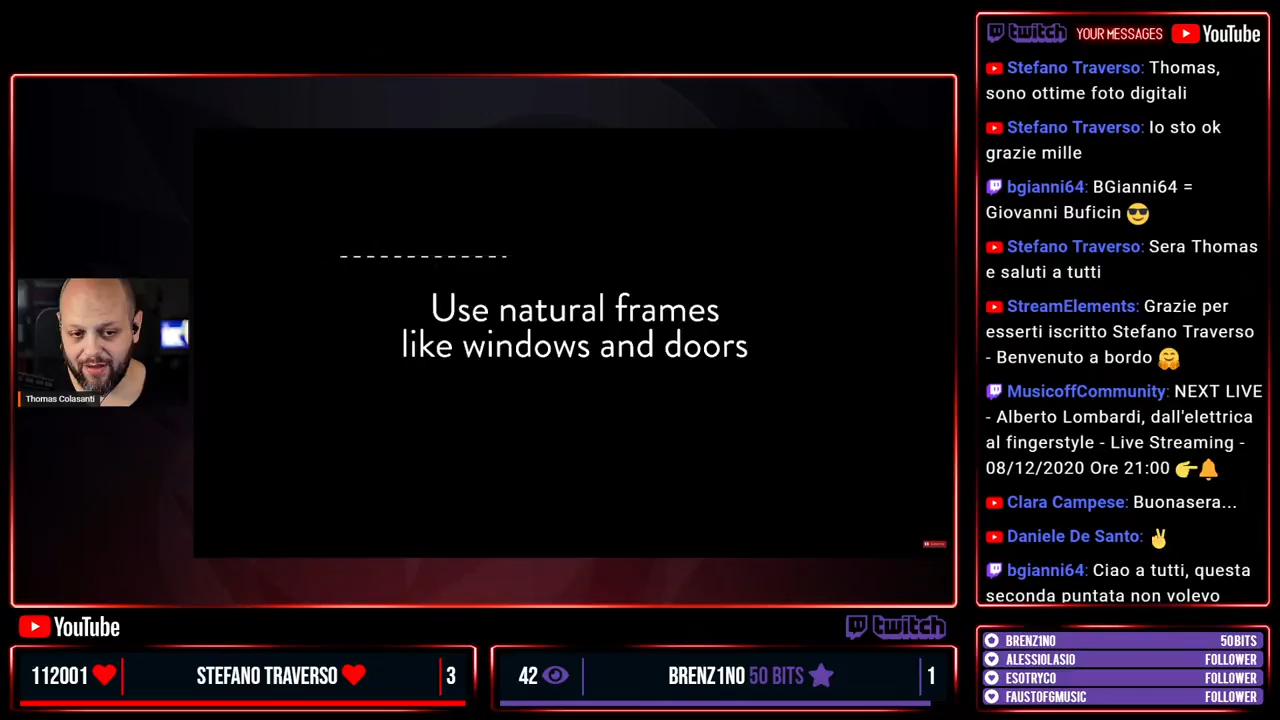 twitch YOUR MESSAGES YouTube
Stefano Traverso: Thomas,
sono ottime foto digitali
Stefano Traverso: Io sto ok
grazie mille
bgianni64: BGianni64 =
Giovanni Buficin 😎
Stefano Traverso: Sera Thomas
e saluti a tutti
StreamElements: Grazie per
esserti iscritto Stefano Traverso
- Benvenuto a bordo 🤗
MusicoffCommunity: NEXT LIVE
- Alberto Lombardi, dall'elettrica
al fingerstyle - Live Streaming -
08/12/2020 Ore 21:00 👉🔔
Clara Campese: Buonasera...
Daniele De Santo: ✌
bgianni64: Ciao a tutti, questa
seconda puntata non volevo
Use natural frames
like windows and doors
Thomas Colasanti
YouTube
twitch
112001 STEFANO TRAVERSO 3
42 BRENZ1NO 50 BITS 1
BRENZ1NO 50BITS
ALESSIOLASIO FOLLOWER
ESOTRYCO FOLLOWER
FAUSTOFGMUSIC FOLLOWER